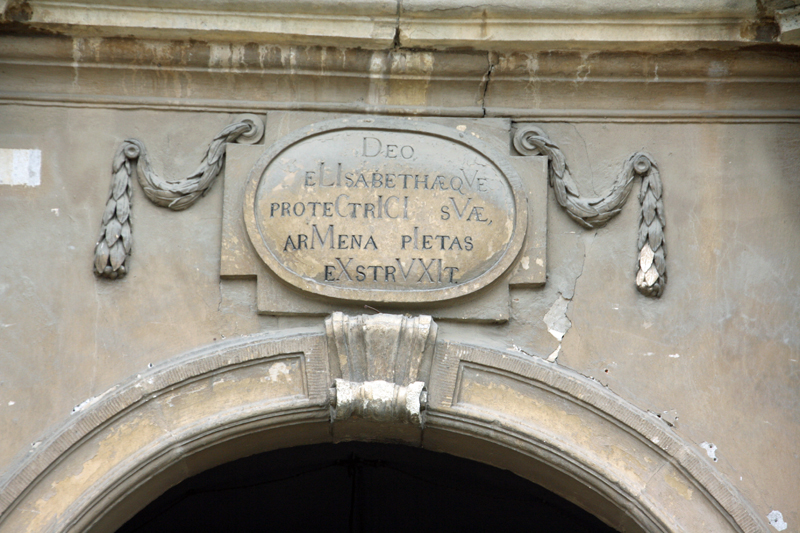 DEO
eLIsABETHÆQVE
PROTECTRICI SVÆ,
ARMENA PIETAS
EXSTRVXIT.